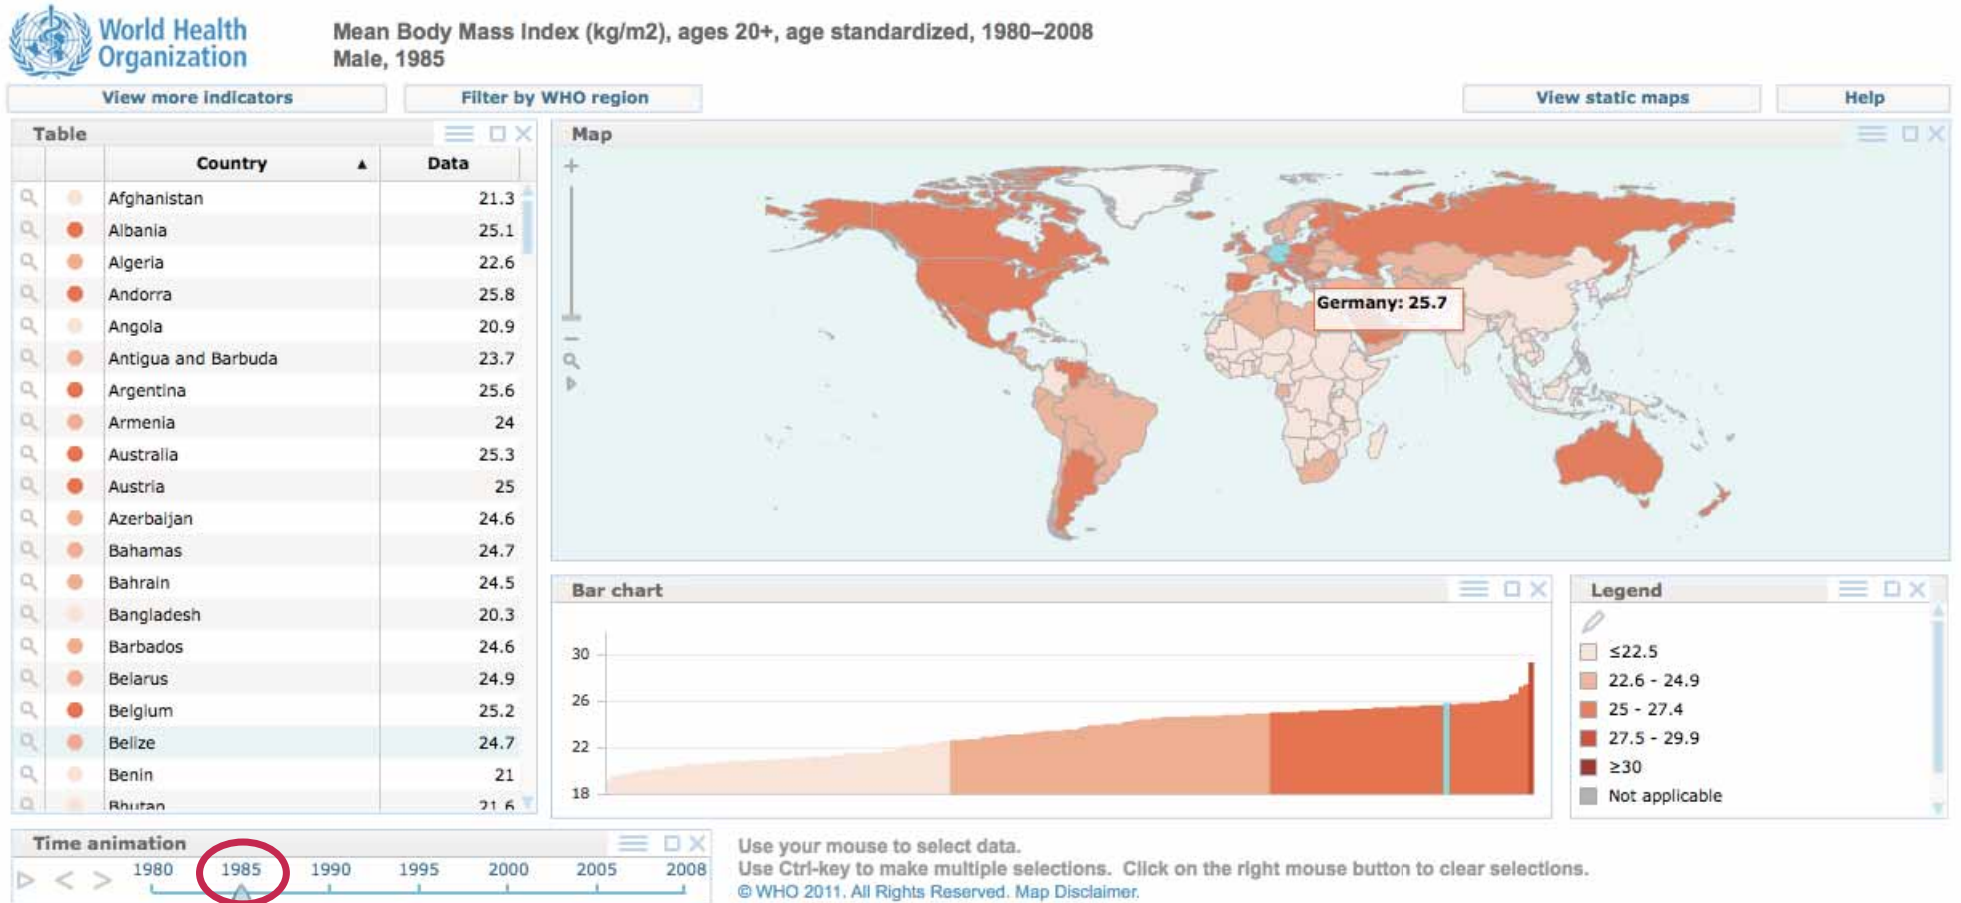 World Health
Organization
Mean Body Mass Index (kg/m2), ages 20+, age standardized, 1980–2008
Male, 1985
View more indicators
Filter by WHO region
View static maps
Help
Table
Country ▲ Data
Afghanistan 21.3
Albania 25.1
Algeria 22.6
Andorra 25.8
Angola 20.9
Antigua and Barbuda 23.7
Argentina 25.6
Armenia 24
Australia 25.3
Austria 25
Azerbaijan 24.6
Bahamas 24.7
Bahrain 24.5
Bangladesh 20.3
Barbados 24.6
Belarus 24.9
Belgium 25.2
Belize 24.7
Benin 21
Bhutan 21.6
Map
Germany: 25.7
Bar chart
30
26
22
18
Legend
≤22.5
22.6 - 24.9
25 - 27.4
27.5 - 29.9
≥30
Not applicable
Time animation
1980 1985 1990 1995 2000 2005 2008
Use your mouse to select data.
Use Ctrl-key to make multiple selections. Click on the right mouse button to clear selections.
© WHO 2011. All Rights Reserved. Map Disclaimer.